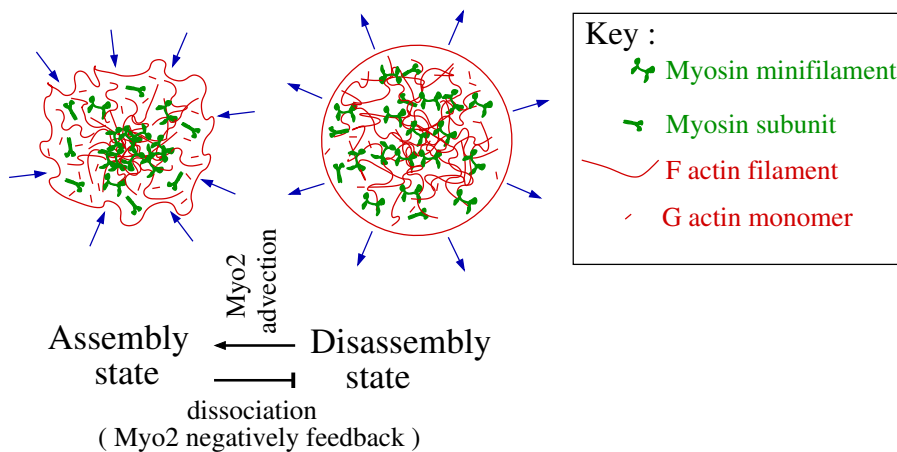 Key :
Myosin minifilament
Myosin subunit
F actin filament
G actin monomer
Myo2
advection
Assembly
state
Disassembly
state
dissociation
( Myo2 negatively feedback )